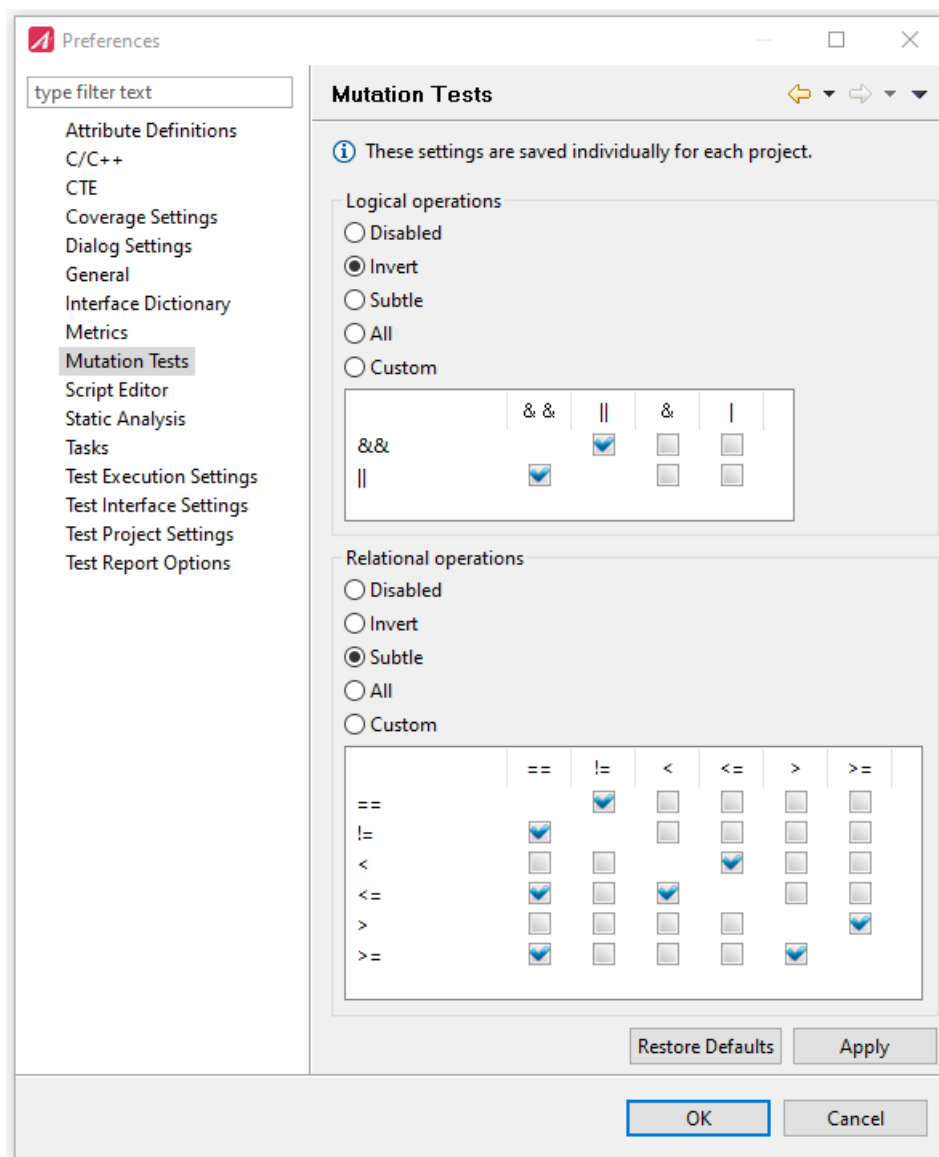 Preferences
type filter text
Attribute Definitions
C/C++
CTE
Coverage Settings
Dialog Settings
General
Interface Dictionary
Metrics
Mutation Tests
Script Editor
Static Analysis
Tasks
Test Execution Settings
Test Interface Settings
Test Project Settings
Test Report Options
Mutation Tests
These settings are saved individually for each project.
Logical operations
Disabled
Invert
Subtle
All
Custom
& & || & |
&&
||
Relational operations
Disabled
Invert
Subtle
All
Custom
== != < <= > >=
==
!=
<
<=
>
>=
Restore Defaults Apply
OK Cancel